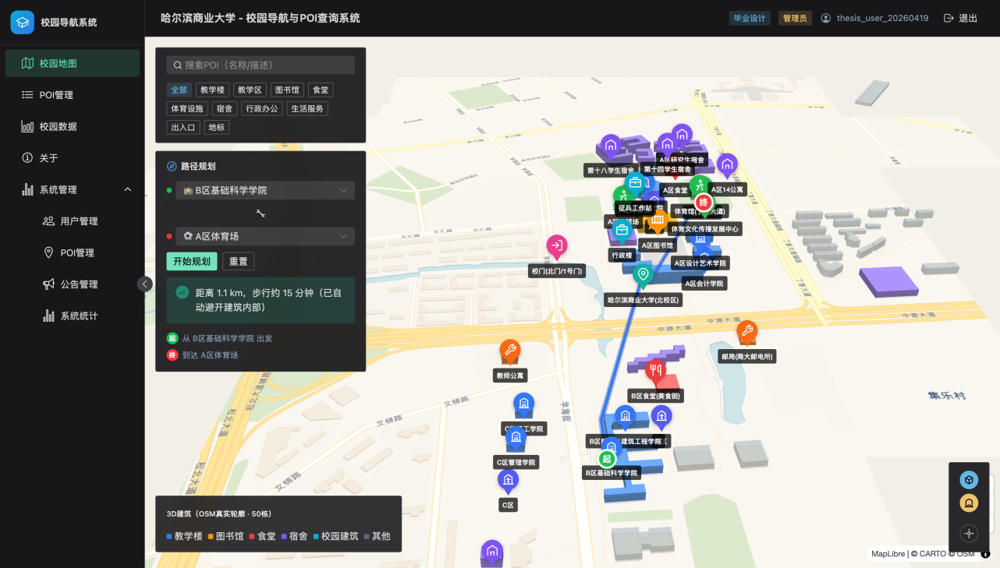 校园导航系统
校园地图
POI管理
校园数据
关于
系统管理
用户管理
POI管理
公告管理
系统统计
哈尔滨商业大学 - 校园导航与POI查询系统
毕业设计
管理员
thesis_user_20260419
退出
搜索POI（名称/描述）
全部 教学楼 教学区 图书馆 食堂
体育设施 宿舍 行政办公 生活服务
出入口 地标
路径规划
B区基础科学学院
A区体育场
开始规划 重置
距离 1.1 km，步行约 15 分钟（已自
动避开建筑内部）
起 从 B区基础科学学院 出发
终 到达 A区体育场
3D建筑（OSM真实轮廓 · 50栋）
教学楼 图书馆 食堂 宿舍 校园建筑 其他
A区研究生宿舍
第十八学生宿舍
第十四学生宿舍
A区食堂
A区14公寓
终
征兵工作站
体育文化传播发展中心
A区图书馆
行政楼
校门(北门/1号门)
A区设计艺术学院
A区会计学院
哈尔滨商业大学(北校区)
中源大道
中源大道
中源大道
邮局(商大邮电所)
教师公寓
B区食堂(美食街)
集乐村
学海街
文锦路
文锦路
松北大道
松北大道
C区管理学院
C区
建筑工程学院
起
B区基础科学学院
MapLibre | © CARTO © OSM